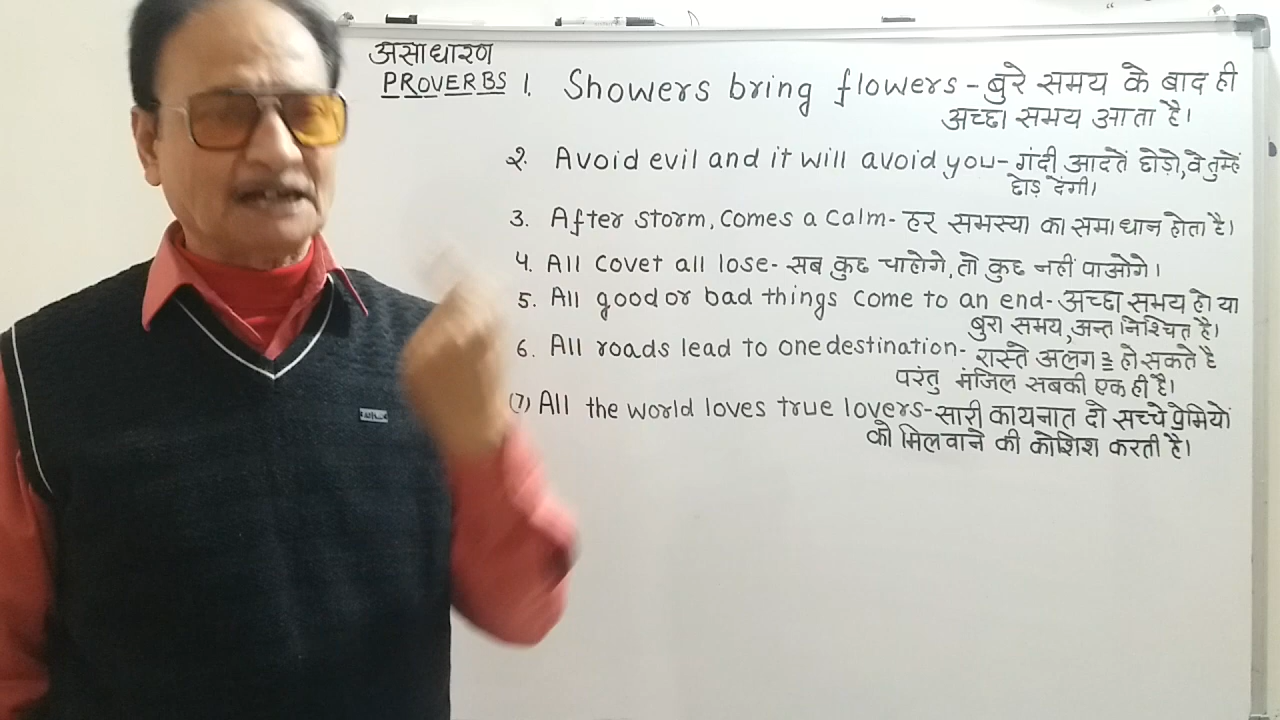 असाधारण
PROVERBS 1. Showers bring flowers - बुरे समय के बाद ही
अच्छा समय आता है।
२. Avoid evil and it will avoid you - गंदी आदतें छोड़ो, वे तुम्हें
छोड़ देंगी।
3. After storm, comes a calm - हर समस्या का समाधान होता है।
4. All covet all lose - सब कुछ चाहोगे, तो कुछ नहीं पाओगे।
5. All good or bad things come to an end - अच्छा समय हो या
बुरा समय, अन्त निश्चित है।
6. All roads lead to one destination - रास्ते अलग २ हो सकते है
परंतु मंजिल सबकी एक ही है।
(7) All the world loves true lovers - सारी कायनात दो सच्चे प्रेमियों
को मिलवाने की कोशिश करती है।